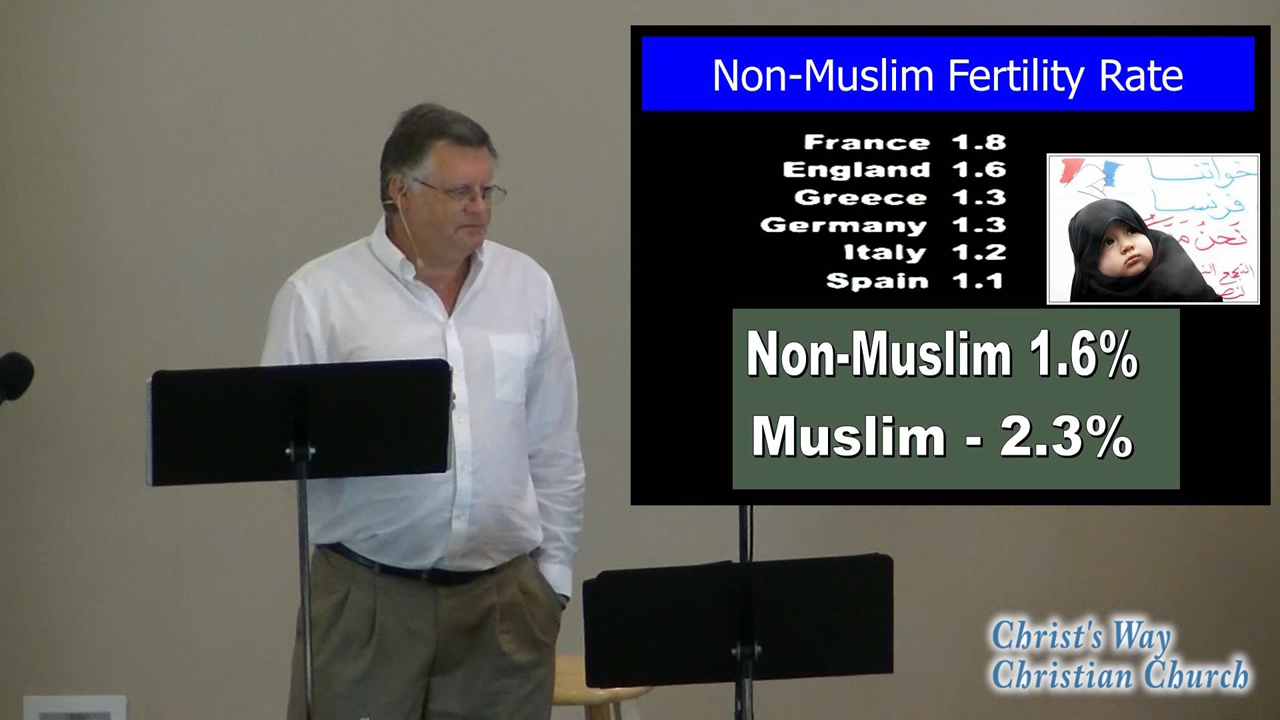 Non-Muslim Fertility Rate
France 1.8
England 1.6
Greece 1.3
Germany 1.3
Italy 1.2
Spain 1.1
خواتنا
فرنسا
نحن
Non-Muslim 1.6%
Muslim - 2.3%
Christ's Way
Christian Church